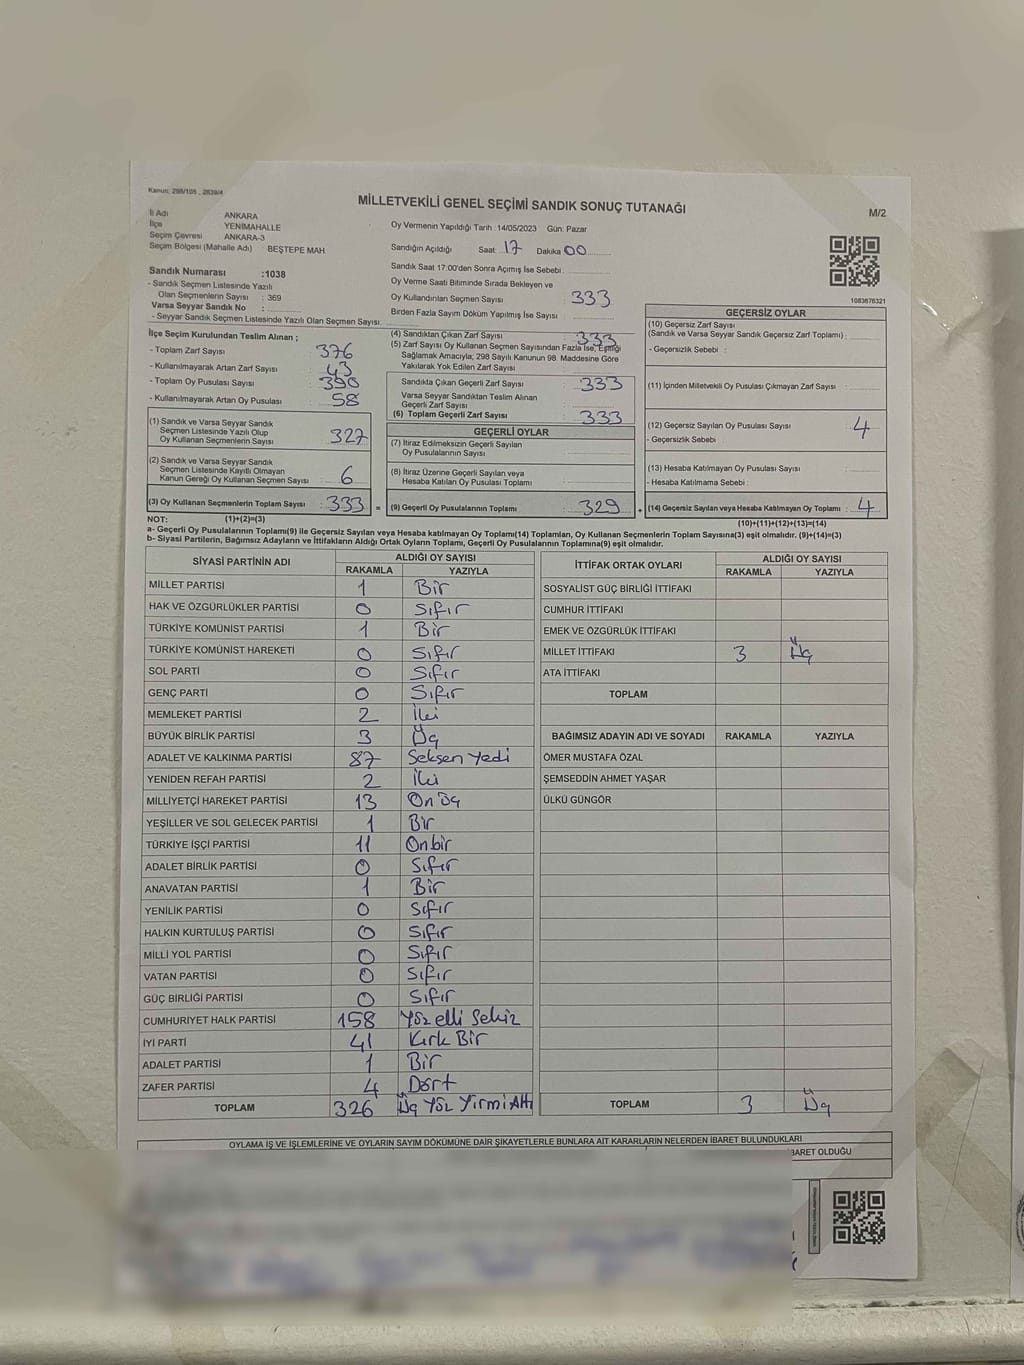 Kanun: 298/105 , 2839/4
MİLLETVEKİLİ GENEL SEÇİMİ SANDIK SONUÇ TUTANAĞI
M/2
İl Adı ANKARA
İlçe YENİMAHALLE
Seçim Çevresi ANKARA-3
Seçim Bölgesi (Mahalle Adı) BEŞTEPE MAH
Oy Vermenin Yapıldığı Tarih : 14/05/2023 Gün: Pazar
Sandığın Açıldığı Saat: 17 Dakika 00
Sandık Saat 17:00'den Sonra Açılmış İse Sebebi :
Oy Verme Saati Bitiminde Sırada Bekleyen ve
Oy Kullandırılan Seçmen Sayısı : 333
Birden Fazla Sayım Döküm Yapılmış İse Sayısı :
1083676321
Sandık Numarası :1038
- Sandık Seçmen Listesinde Yazılı
Olan Seçmenlerin Sayısı : 369
Varsa Seyyar Sandık No :
- Seyyar Sandık Seçmen Listesinde Yazılı Olan Seçmen Sayısı:
İlçe Seçim Kurulundan Teslim Alınan ;
- Toplam Zarf Sayısı : 376
- Kullanılmayarak Artan Zarf Sayısı : 43
- Toplam Oy Pusulası Sayısı : 390
- Kullanılmayarak Artan Oy Pusulası : 58
(1) Sandık ve Varsa Seyyar Sandık
Seçmen Listesinde Yazılı Olup
Oy Kullanan Seçmenlerin Sayısı : 327
(2) Sandık ve Varsa Seyyar Sandık
Seçmen Listesinde Kayıtlı Olmayan
Kanun Gereği Oy Kullanan Seçmen Sayısı : 6
(3) Oy Kullanan Seçmenlerin Toplam Sayısı : 333 =
(4) Sandıktan Çıkan Zarf Sayısı : 333
(5) Zarf Sayısı Oy Kullanan Seçmen Sayısından Fazla İse, Eşitliği
Sağlamak Amacıyla, 298 Sayılı Kanunun 98. Maddesine Göre
Yakılarak Yok Edilen Zarf Sayısı :
Sandıkta Çıkan Geçerli Zarf Sayısı : 333
Varsa Seyyar Sandıktan Teslim Alınan
Geçerli Zarf Sayısı :
(6) Toplam Geçerli Zarf Sayısı : 333
GEÇERLİ OYLAR
(7) İtiraz Edilmeksizin Geçerli Sayılan
Oy Pusulalarının Sayısı :
(8) İtiraz Üzerine Geçerli Sayılan veya
Hesaba Katılan Oy Pusulası Toplamı :
(9) Geçerli Oy Pusulalarının Toplamı : 329 +
GEÇERSİZ OYLAR
(10) Geçersiz Zarf Sayısı
(Sandık ve Varsa Seyyar Sandık Geçersiz Zarf Toplamı) :
- Geçersizlik Sebebi :
(11) İçinden Milletvekili Oy Pusulası Çıkmayan Zarf Sayısı :
(12) Geçersiz Sayılan Oy Pusulası Sayısı : 4
- Geçersizlik Sebebi :
(13) Hesaba Katılmayan Oy Pusulası Sayısı :
- Hesaba Katılmama Sebebi :
(14) Geçersiz Sayılan veya Hesaba Katılmayan Oy Toplamı : 4
NOT: (1)+(2)=(3) (10)+(11)+(12)+(13)=(14)
a- Geçerli Oy Pusulalarının Toplamı(9) ile Geçersiz Sayılan veya Hesaba katılmayan Oy Toplamı(14) Toplamları, Oy Kullanan Seçmenlerin Toplam Sayısına(3) eşit olmalıdır. (9)+(14)=(3)
b- Siyasi Partilerin, Bağımsız Adayların ve İttifakların Aldığı Ortak Oyların Toplamı, Geçerli Oy Pusulalarının Toplamına(9) eşit olmalıdır.
SİYASİ PARTİNİN ADI ALDIĞI OY SAYISI
RAKAMLA YAZIYLA
MİLLET PARTİSİ 1 Bir
HAK VE ÖZGÜRLÜKLER PARTİSİ 0 Sıfır
TÜRKİYE KOMÜNİST PARTİSİ 1 Bir
TÜRKİYE KOMÜNİST HAREKETİ 0 Sıfır
SOL PARTİ 0 Sıfır
GENÇ PARTİ 0 Sıfır
MEMLEKET PARTİSİ 2 İki
BÜYÜK BİRLİK PARTİSİ 3 Üç
ADALET VE KALKINMA PARTİSİ 87 Seksen Yedi
YENİDEN REFAH PARTİSİ 2 İki
MİLLİYETÇİ HAREKET PARTİSİ 13 On Üç
YEŞİLLER VE SOL GELECEK PARTİSİ 1 Bir
TÜRKİYE İŞÇİ PARTİSİ 11 Onbir
ADALET BİRLİK PARTİSİ 0 Sıfır
ANAVATAN PARTİSİ 1 Bir
YENİLİK PARTİSİ 0 Sıfır
HALKIN KURTULUŞ PARTİSİ 0 Sıfır
MİLLİ YOL PARTİSİ 0 Sıfır
VATAN PARTİSİ 0 Sıfır
GÜÇ BİRLİĞİ PARTİSİ 0 Sıfır
CUMHURİYET HALK PARTİSİ 158 Yüz elli Sekiz
İYİ PARTİ 41 Kırk Bir
ADALET PARTİSİ 1 Bir
ZAFER PARTİSİ 4 Dört
TOPLAM 326 Üç Yüz Yirmi Altı
İTTİFAK ORTAK OYLARI ALDIĞI OY SAYISI
RAKAMLA YAZIYLA
SOSYALİST GÜÇ BİRLİĞİ İTTİFAKI
CUMHUR İTTİFAKI
EMEK VE ÖZGÜRLÜK İTTİFAKI
MİLLET İTTİFAKI 3 Üç
ATA İTTİFAKI
TOPLAM
BAĞIMSIZ ADAYIN ADI VE SOYADI RAKAMLA YAZIYLA
ÖMER MUSTAFA ÖZAL
ŞEMSEDDİN AHMET YAŞAR
ÜLKÜ GÜNGÖR
TOPLAM 3 Üç
OYLAMA İŞ VE İŞLEMLERİNE VE OYLARIN SAYIM DÖKÜMÜNE DAİR ŞİKAYETLERLE BUNLARA AİT KARARLARIN NELERDEN İBARET BULUNDUKLARI
BARET OLDUĞU